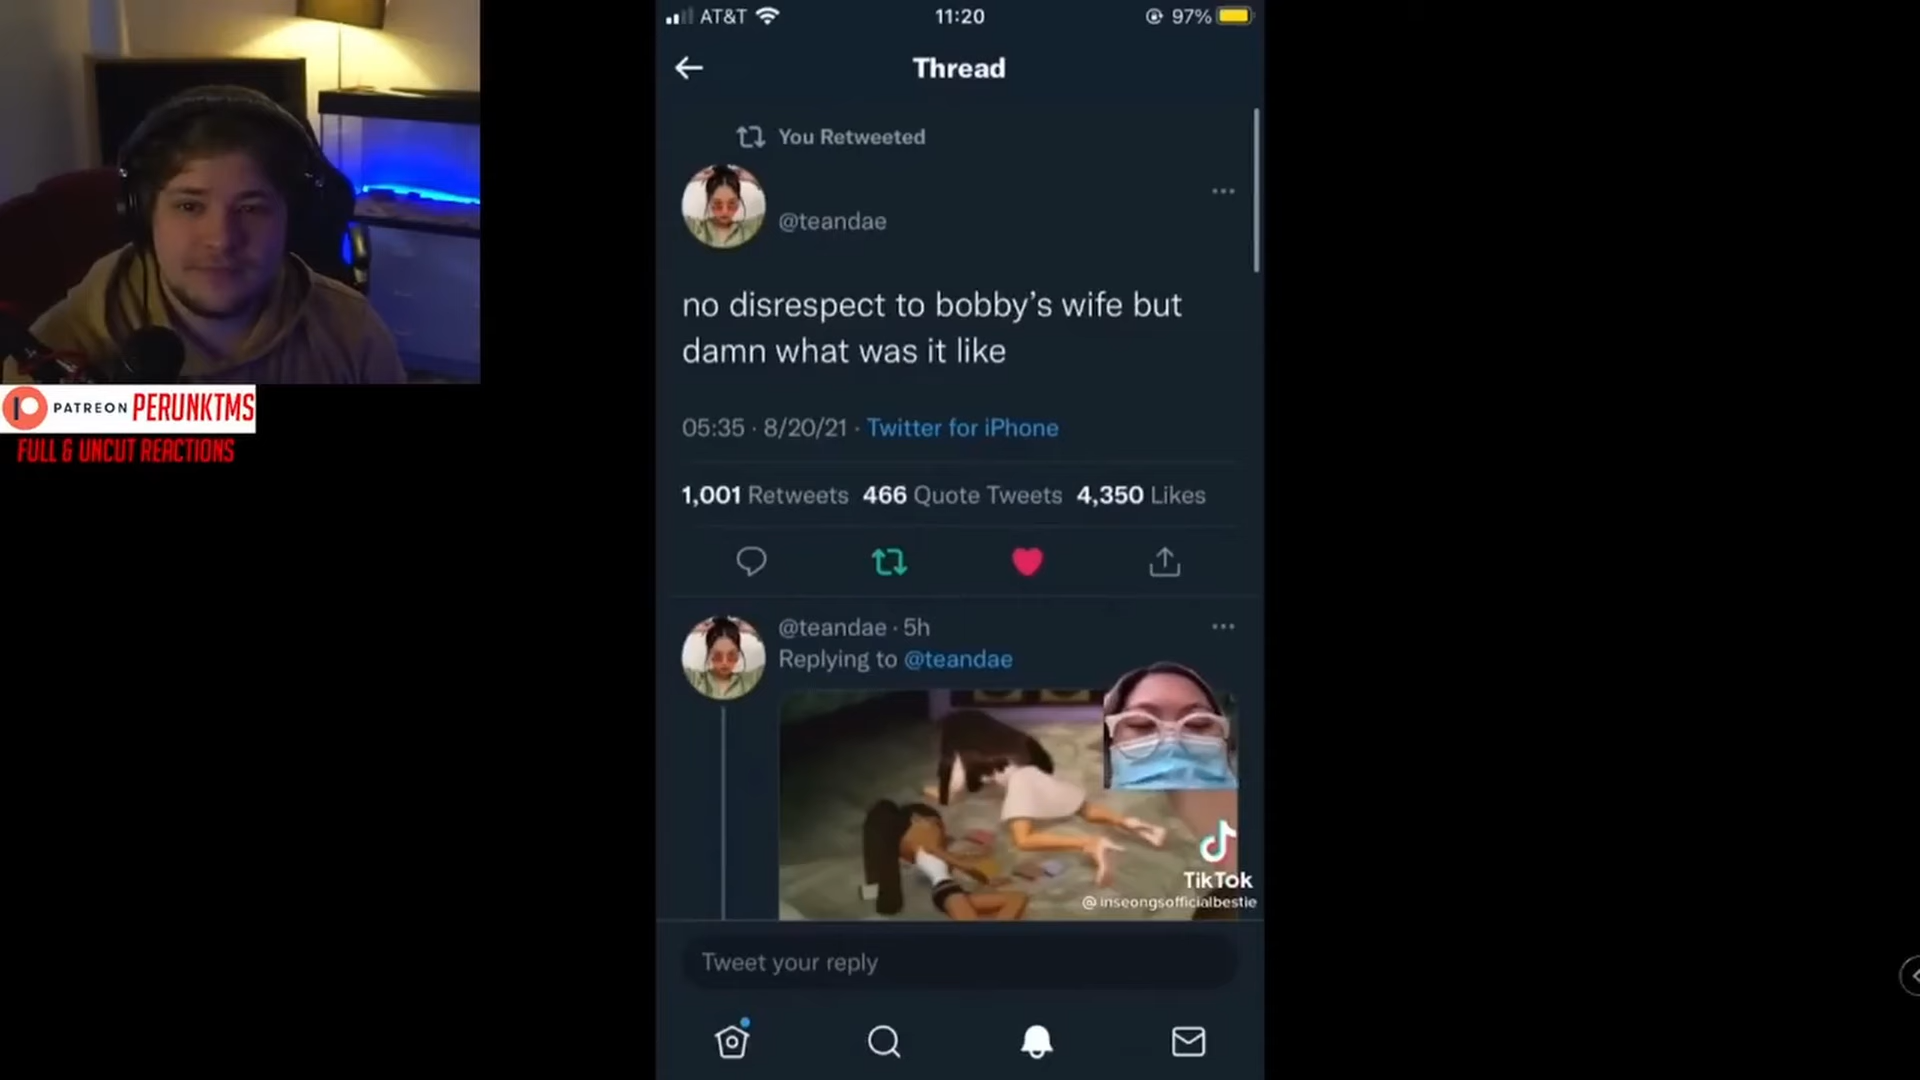 AT&T
11:20
97%
Thread
You Retweeted
@teandae
no disrespect to bobby’s wife but
damn what was it like
05:35 · 8/20/21 · Twitter for iPhone
1,001 Retweets 466 Quote Tweets 4,350 Likes
@teandae · 5h
Replying to @teandae
TikTok
@inseongsofficialbestie
Tweet your reply
PATREON PERUNKTMS
FULL & UNCUT REACTIONS